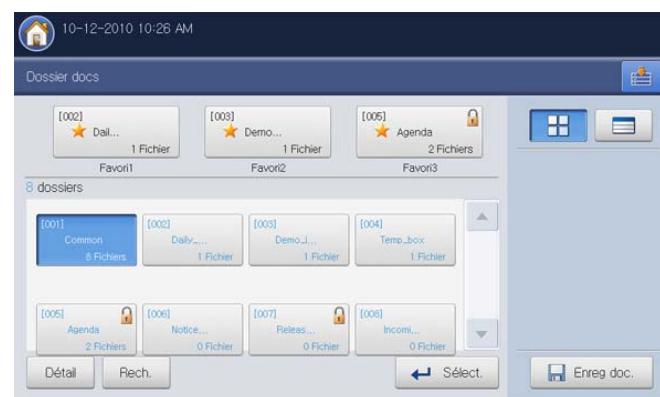 10-12-2010 10:26 AM
Dossier docs
[002] [003] [005]
Dail... Demo... Agenda
1 Fichier 1 Fichier 2 Fichiers
Favori1 Favori2 Favori3
8 dossiers
[001] [002] [003] [004]
Common Daily_... Demo_I... Temp_box
8 Fichiers 1 Fichier 1 Fichier 1 Fichier
[005] [006] [007] [008]
Agenda Notice... Releas... Incomi...
2 Fichiers 0 Fichier 0 Fichier 0 Fichier
Détail Rech. Sélect. Enreg doc.